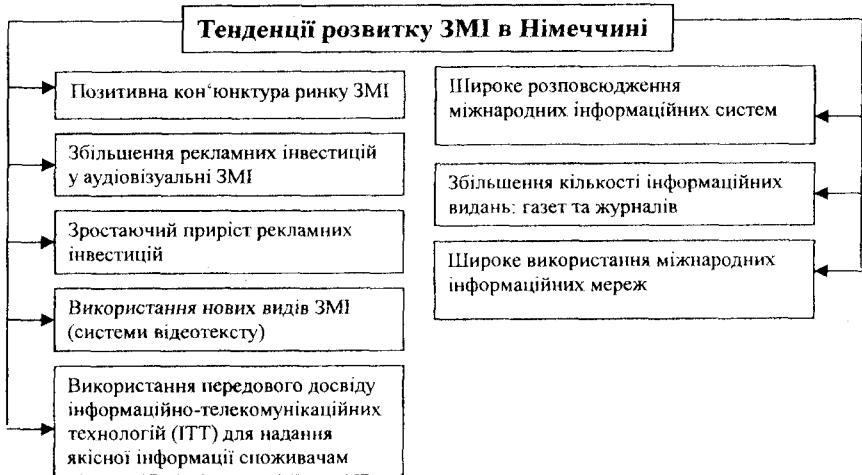 Тенденції розвитку ЗМІ в Німеччині
Позитивна кон'юнктура ринку ЗМІ
Збільшення рекламних інвестицій
у аудіовізуальні ЗМІ
Зростаючий приріст рекламних
інвестицій
Використання нових видів ЗМІ
(системи відеотексту)
Використання передового досвіду
інформаційно-телекомунікаційних
технологій (ІТТ) для надання
якісної інформації споживачам
Широке розповсюдження
міжнародних інформаційних систем
Збільшення кількості інформаційних
видань: газет та журналів
Широке використання міжнародних
інформаційних мереж